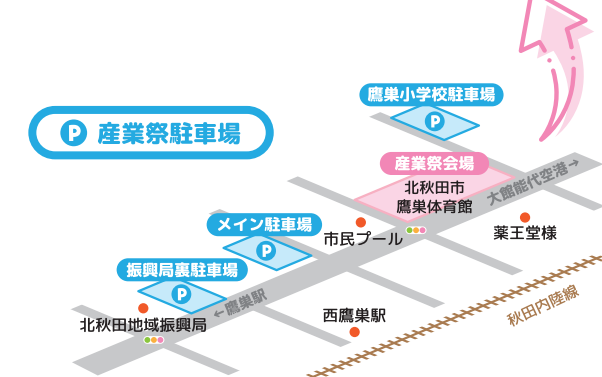 鷹巣小学校駐車場
P
P 産業祭駐車場
産業祭会場
北秋田市
鷹巣体育館
大館能代空港→
メイン駐車場
P
市民プール
薬王堂様
振興局裏駐車場
P
←鷹巣駅
北秋田地域振興局
西鷹巣駅
秋田内陸線